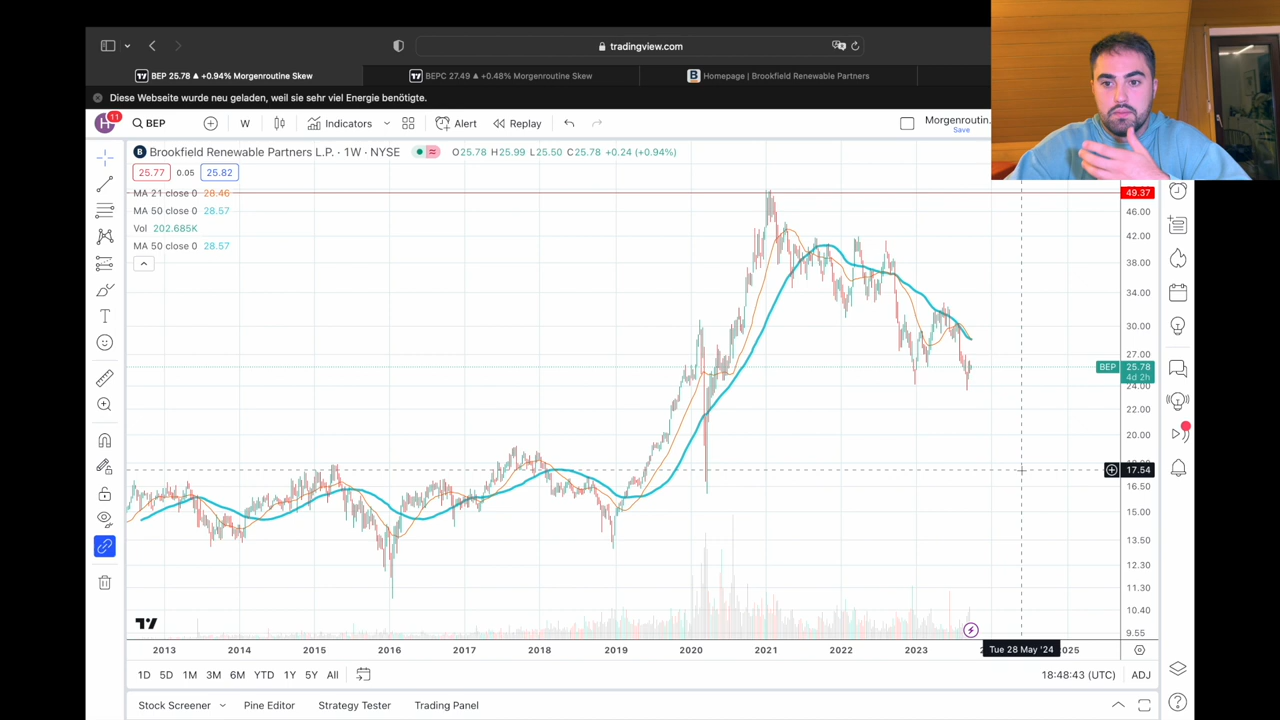 tradingview.com
BEP 25.78 ▲ +0.94% Morgenroutine Skew
BEPC 27.49 ▲ +0.48% Morgenroutine Skew
Homepage | Brookfield Renewable Partners
Diese Webseite wurde neu geladen, weil sie sehr viel Energie benötigte.
H 11 BEP W Indicators Alert Replay Morgenroutin.
Save
Brookfield Renewable Partners L.P. · 1W · NYSE O25.78 H25.99 L25.50 C25.78 +0.24 (+0.94%)
25.77 0.05 25.82
MA 21 close 0 28.46
MA 50 close 0 28.57
Vol 202.685K
MA 50 close 0 28.57
49.37
46.00
42.00
38.00
34.00
30.00
27.00
BEP 25.78
4d 2h
24.00
22.00
20.00
17.54
16.50
15.00
13.50
12.30
11.30
10.40
9.55
2013 2014 2015 2016 2017 2018 2019 2020 2021 2022 2023 Tue 28 May '24 025
1D 5D 1M 3M 6M YTD 1Y 5Y All 18:48:43 (UTC) ADJ
Stock Screener Pine Editor Strategy Tester Trading Panel